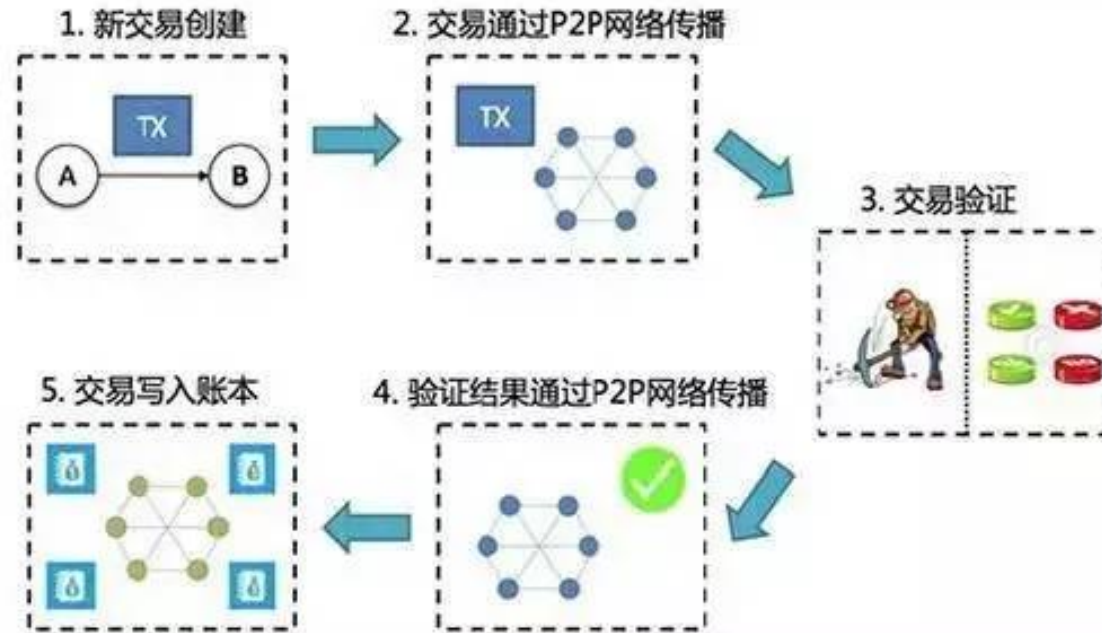 1. 新交易创建
2. 交易通过P2P网络传播
TX
A
B
TX
3. 交易验证
5. 交易写入账本
4. 验证结果通过P2P网络传播